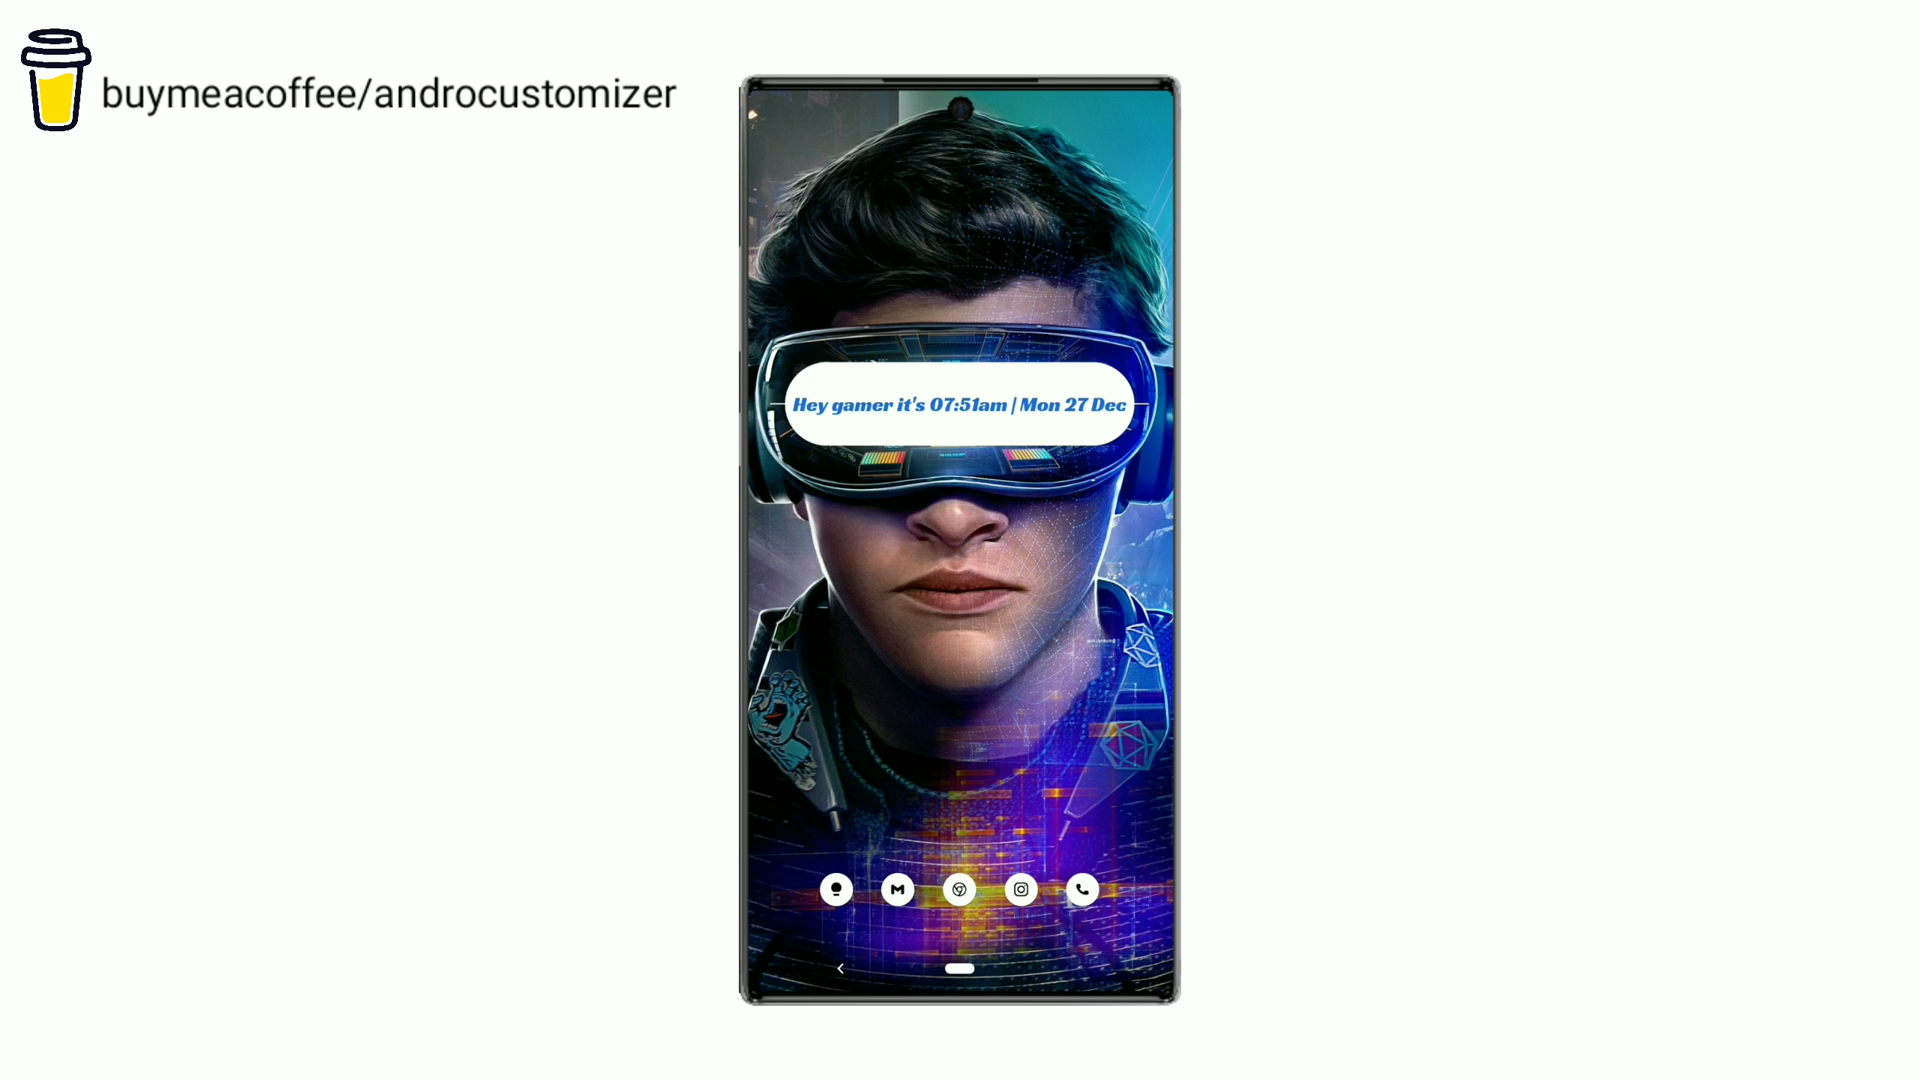 buymeacoffee/androcustomizer
Hey gamer it's 07:51am | Mon 27 Dec